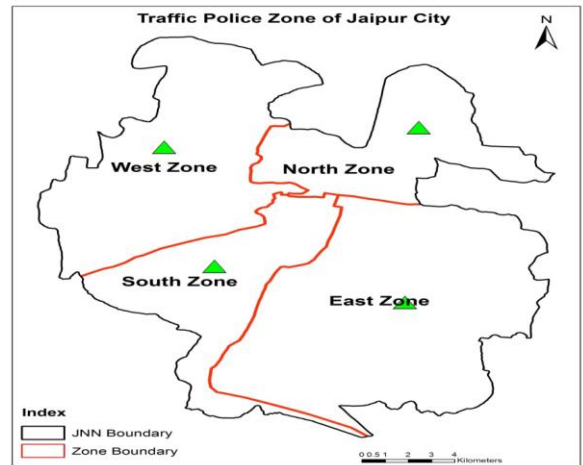 Traffic Police Zone of Jaipur City
N
West Zone
North Zone
South Zone
East Zone
Index
JNN Boundary
Zone Boundary
0 0.5 1 2 3 4
Kilometers